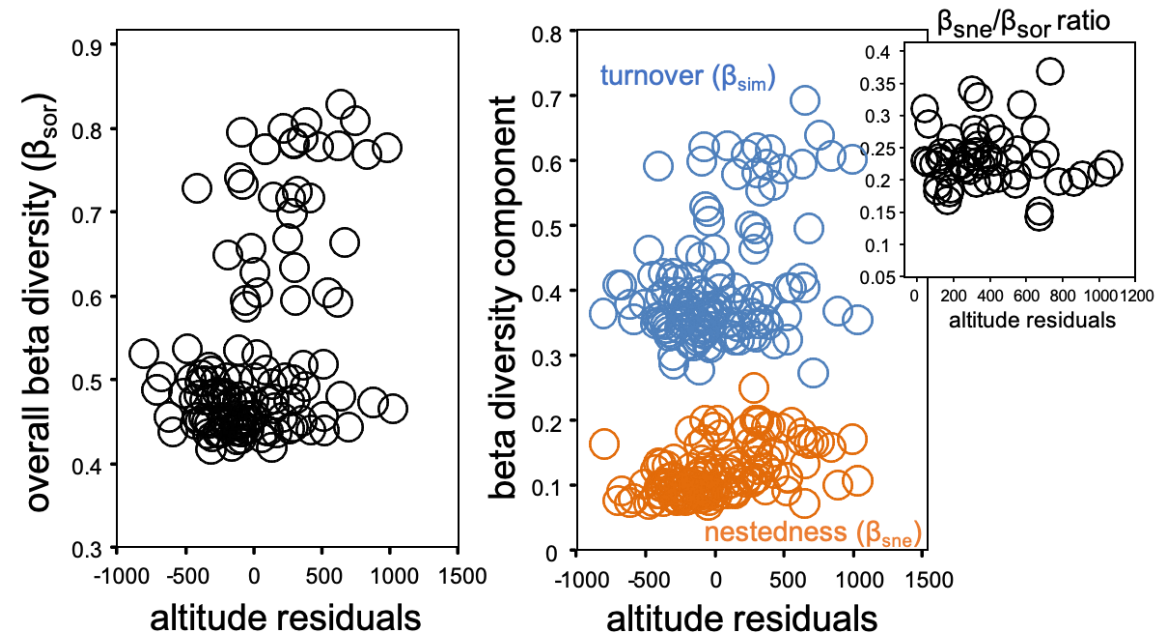 overall beta diversity (βsor)
0.9
0.8
0.7
0.6
0.5
0.4
0.3
-1000 -500 0 500 1000 1500
altitude residuals
beta diversity component
0.8
0.7
0.6
0.5
0.4
0.3
0.2
0.1
0
turnover (βsim)
nestedness (βsne)
-1000 -500 0 500 1000 1500
altitude residuals
βsne/βsor ratio
0.4
0.35
0.3
0.25
0.2
0.15
0.1
0.05
0 200 400 600 800 1000 1200
altitude residuals